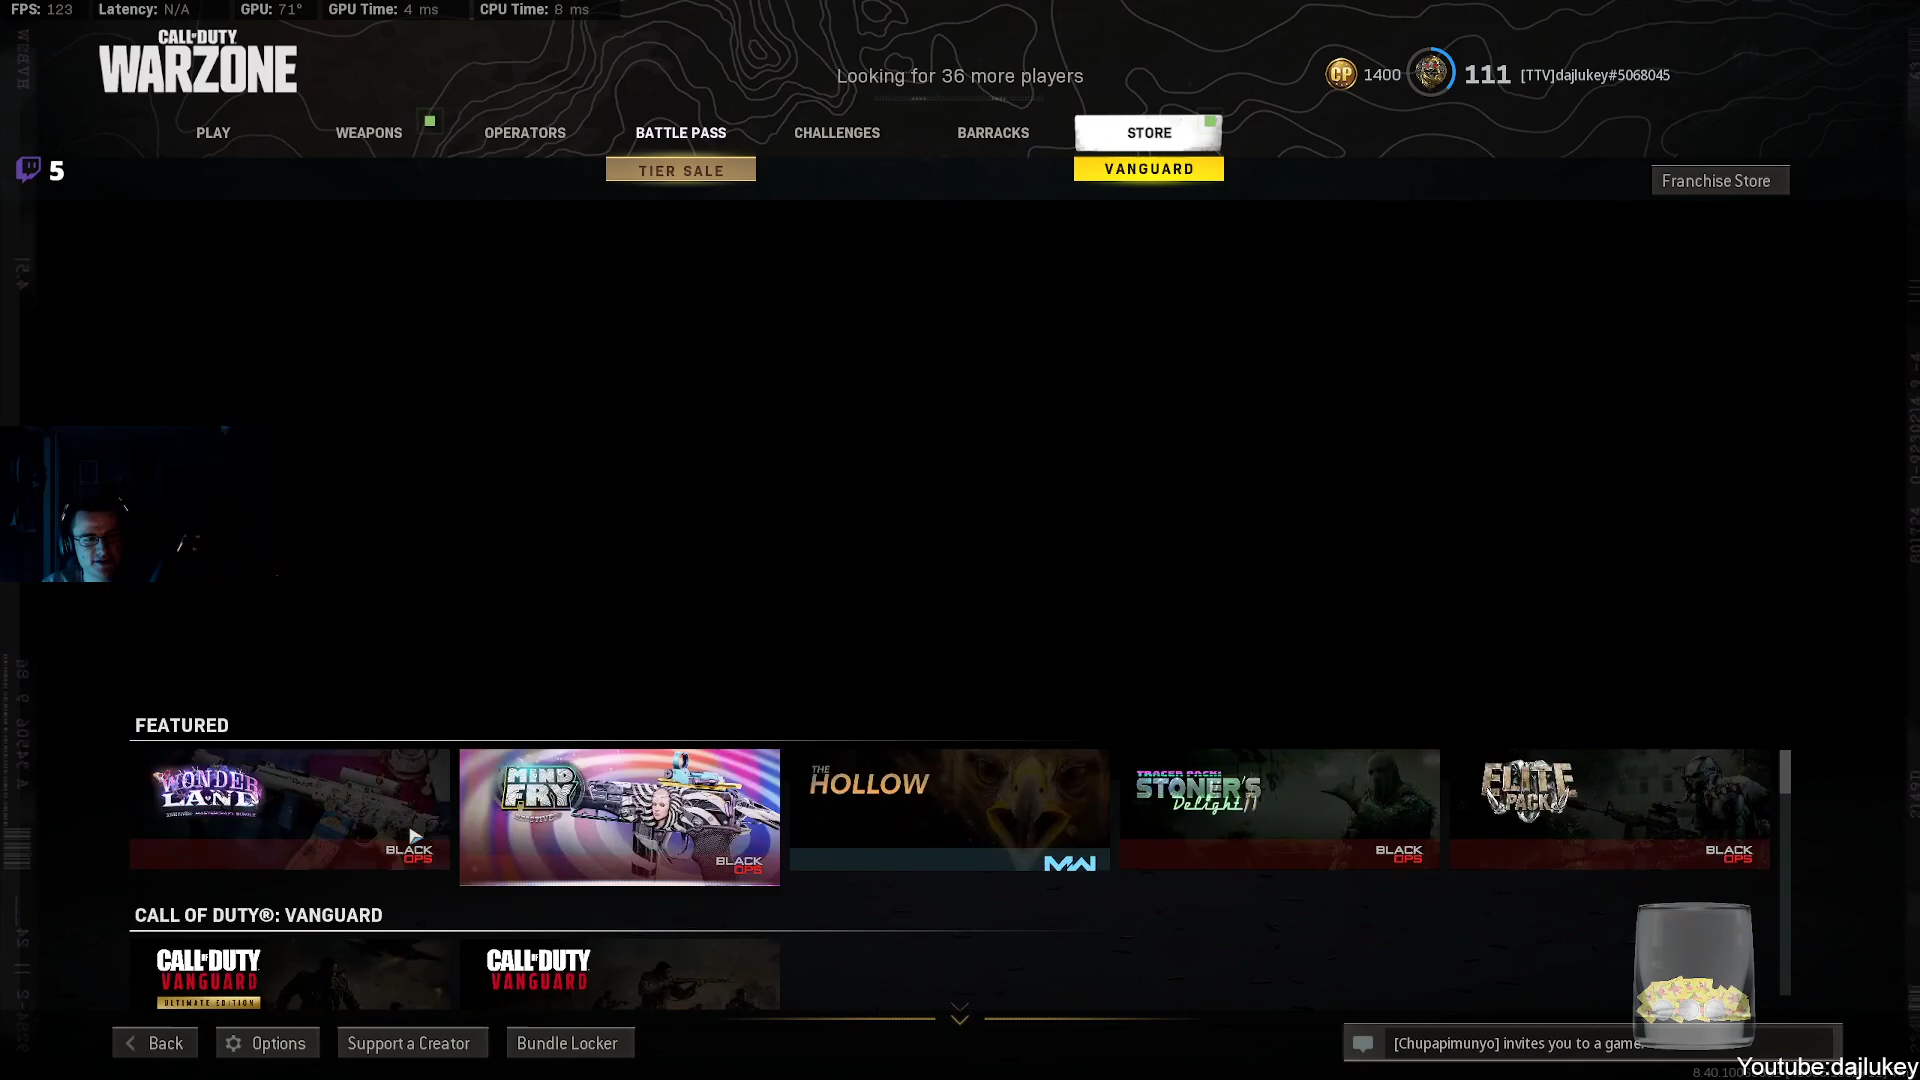 FPS: 123 Latency: N/A GPU: 71° GPU Time: 4 ms CPU Time: 8 ms
CALL OF DUTY
WARZONE
Looking for 36 more players
CP 1400 111 [TTV]dajlukey#5068045
PLAY WEAPONS OPERATORS BATTLE PASS CHALLENGES BARRACKS STORE
TIER SALE VANGUARD
5
Franchise Store
FEATURED
WONDER
LAND
BLACK
OPS
MIND
FRY
BLACK
OPS
THE
HOLLOW
MW
TRACER PACK:
STONER'S
Delight II
BLACK
OPS
ELITE
PACK
BLACK
OPS
CALL OF DUTY®: VANGUARD
CALL OF DUTY
VANGUARD
ULTIMATE EDITION
CALL OF DUTY
VANGUARD
Back Options Support a Creator Bundle Locker
[Chupapimunyo] invites you to a game.
Youtube:dajlukey